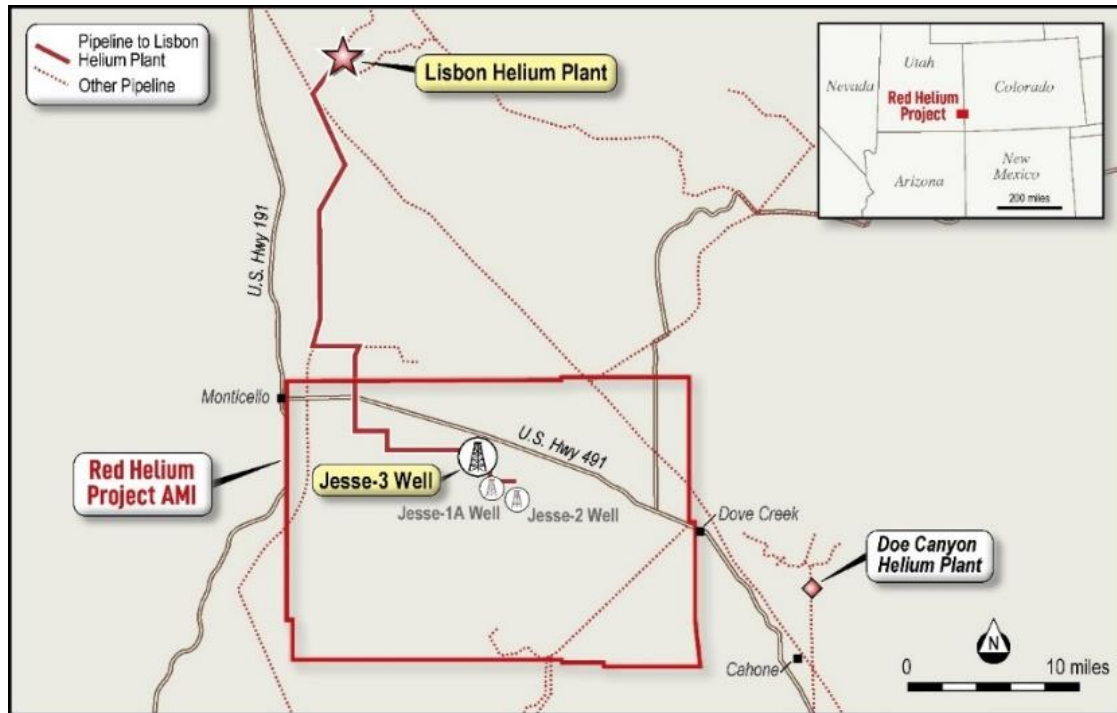 Pipeline to Lisbon
Helium Plant
Other Pipeline
Lisbon Helium Plant
Utah
Nevada
Colorado
Red Helium
Project
Arizona
New
Mexico
200 miles
U.S. Hwy 191
Monticello
U.S. Hwy 491
Red Helium
Project AMI
Jesse-3 Well
Jesse-1A Well
Jesse-2 Well
Dove Creek
Doe Canyon
Helium Plant
N
Cahone
0
10 miles